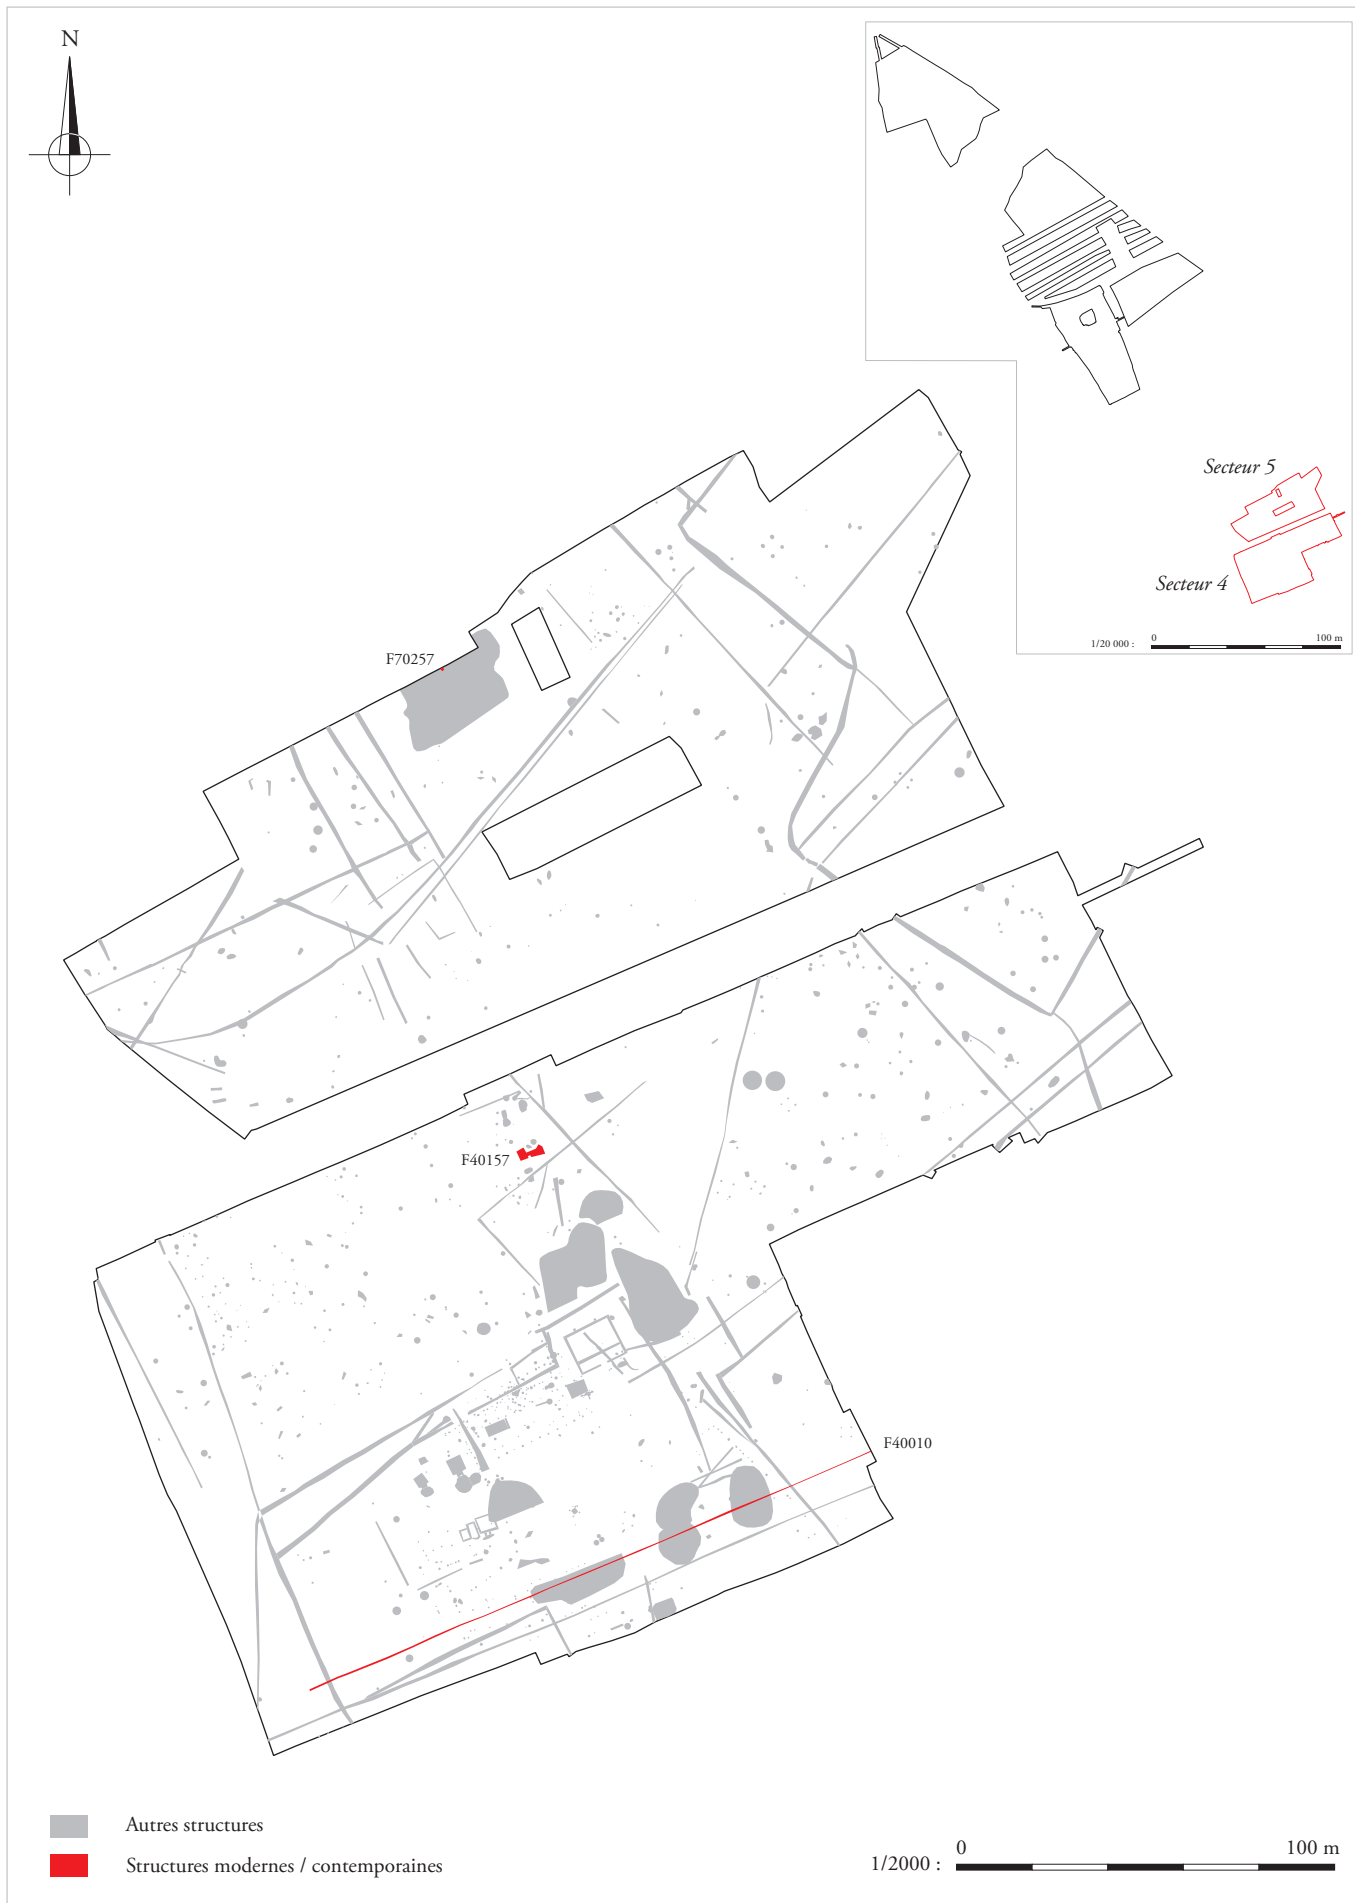 N
Secteur 5
Secteur 4
1/20 000 :
0
100 m
F70257
F40157
F40010
Autres structures
Structures modernes / contemporaines
1/2000 :
0
100 m